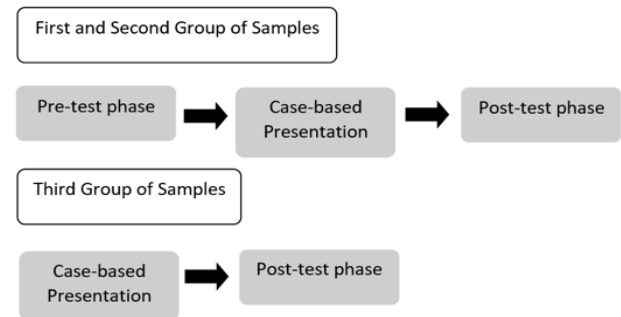 First and Second Group of Samples
Pre-test phase
Case-based
Presentation
Post-test phase
Third Group of Samples
Case-based
Presentation
Post-test phase